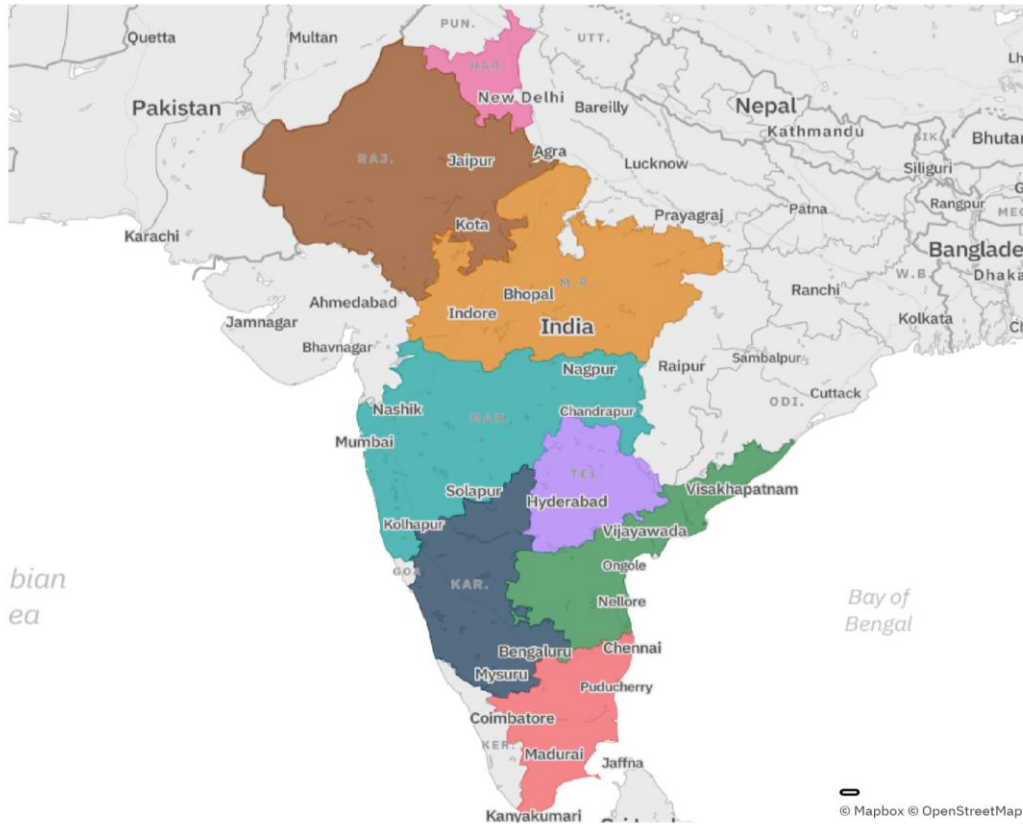 PUN.
Quetta
Multan
UTT.
HAR.
New Delhi
Pakistan
Bareilly
Nepal
Kathmandu
SIK.
Bhutan
RAJ.
Jaipur
Agra
Lucknow
Siliguri
Kota
Prayagraj
Patna
Rangpur
Karachi
Banglade
Dhaka
M.P.
W.B.
Ahmedabad
Bhopal
Ranchi
Jamnagar
Indore
India
Kolkata
Bhavnagar
Nagpur
Raipur
Sambalpur
Cuttack
ODI.
Nashik
MAH.
Chandrapur
Mumbai
TEL.
Solapur
Hyderabad
Visakhapatnam
Kolhapur
Vijayawada
GOA
Ongole
bian
ea
KAR.
Nellore
Bay of
Bengal
Bengaluru
Chennai
Mysuru
Puducherry
Coimbatore
KER.
Madurai
Jaffna
Kanyakumari
© Mapbox © OpenStreetMap